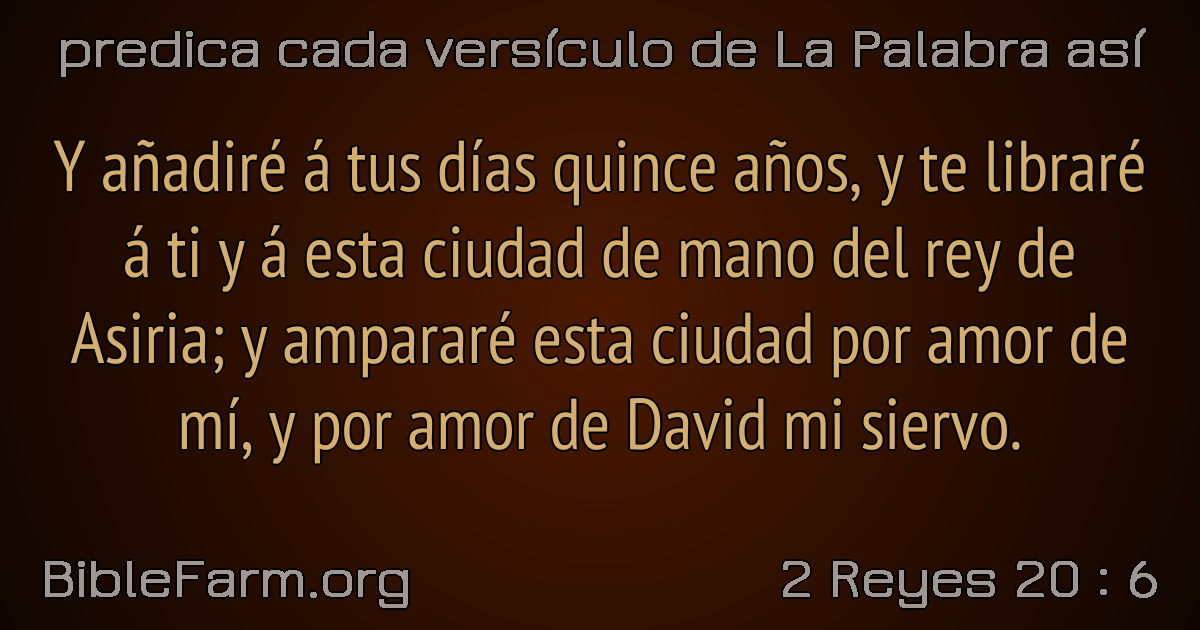 predica cada versículo de La Palabra así
Y añadiré á tus días quince años, y te libraré
á ti y á esta ciudad de mano del rey de
Asiria; y ampararé esta ciudad por amor de
mí, y por amor de David mi siervo.
BibleFarm.org
2 Reyes 20 : 6